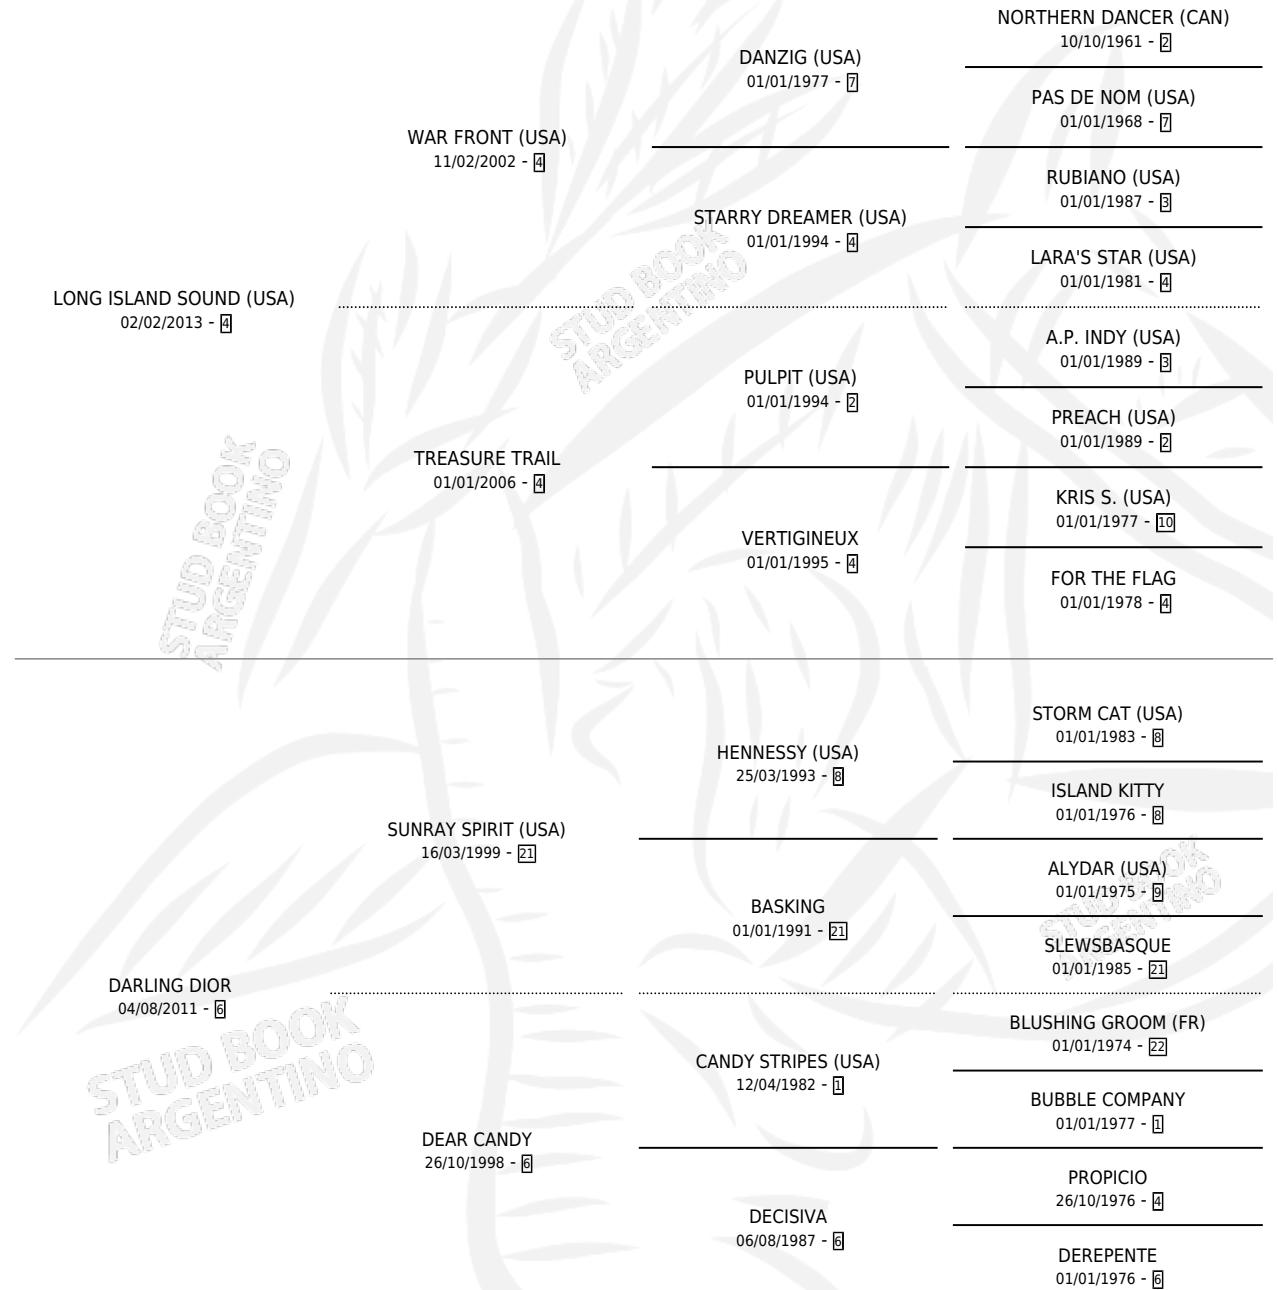 NORTHERN DANCER (CAN)
10/10/1961 - 2
DANZIG (USA)
01/01/1977 - 7
PAS DE NOM (USA)
01/01/1968 - 7
WAR FRONT (USA)
11/02/2002 - 4
RUBIANO (USA)
01/01/1987 - 3
STARRY DREAMER (USA)
01/01/1994 - 4
LARA'S STAR (USA)
01/01/1981 - 4
LONG ISLAND SOUND (USA)
02/02/2013 - 4
STUD BOOK
ARGENTINO
A.P. INDY (USA)
01/01/1989 - 3
PULPIT (USA)
01/01/1994 - 2
PREACH (USA)
01/01/1989 - 2
TREASURE TRAIL
01/01/2006 - 4
KRIS S. (USA)
01/01/1977 - 10
VERTIGINEUX
01/01/1995 - 4
FOR THE FLAG
01/01/1978 - 4
STUD BOOK
ARGENTINO
STORM CAT (USA)
01/01/1983 - 8
HENNESSY (USA)
25/03/1993 - 8
ISLAND KITTY
01/01/1976 - 8
SUNRAY SPIRIT (USA)
16/03/1999 - 21
ALYDAR (USA)
01/01/1975 - 9
STUD BOOK
ARGENTINO
BASKING
01/01/1991 - 21
SLEWSBASQUE
01/01/1985 - 21
DARLING DIOR
04/08/2011 - 6
STUD BOOK
ARGENTINO
BLUSHING GROOM (FR)
01/01/1974 - 22
CANDY STRIPES (USA)
12/04/1982 - 1
BUBBLE COMPANY
01/01/1977 - 1
DEAR CANDY
26/10/1998 - 6
PROPICIO
26/10/1976 - 4
DECISIVA
06/08/1987 - 6
DEREPENTE
01/01/1976 - 6